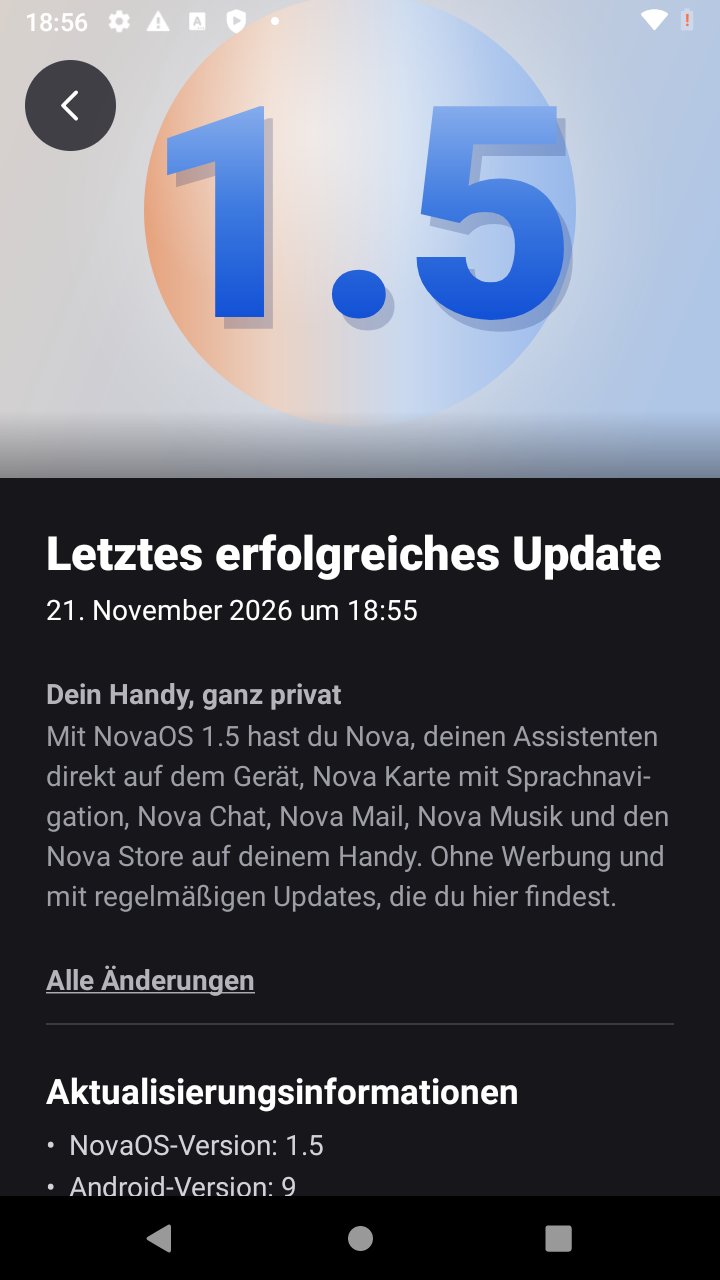 18:56
1.5
Letztes erfolgreiches Update
21. November 2026 um 18:55
Dein Handy, ganz privat
Mit NovaOS 1.5 hast du Nova, deinen Assistenten
direkt auf dem Gerät, Nova Karte mit Sprachnavi-
gation, Nova Chat, Nova Mail, Nova Musik und den
Nova Store auf deinem Handy. Ohne Werbung und
mit regelmäßigen Updates, die du hier findest.
Alle Änderungen
Aktualisierungsinformationen
• NovaOS-Version: 1.5
• Android-Version: 9